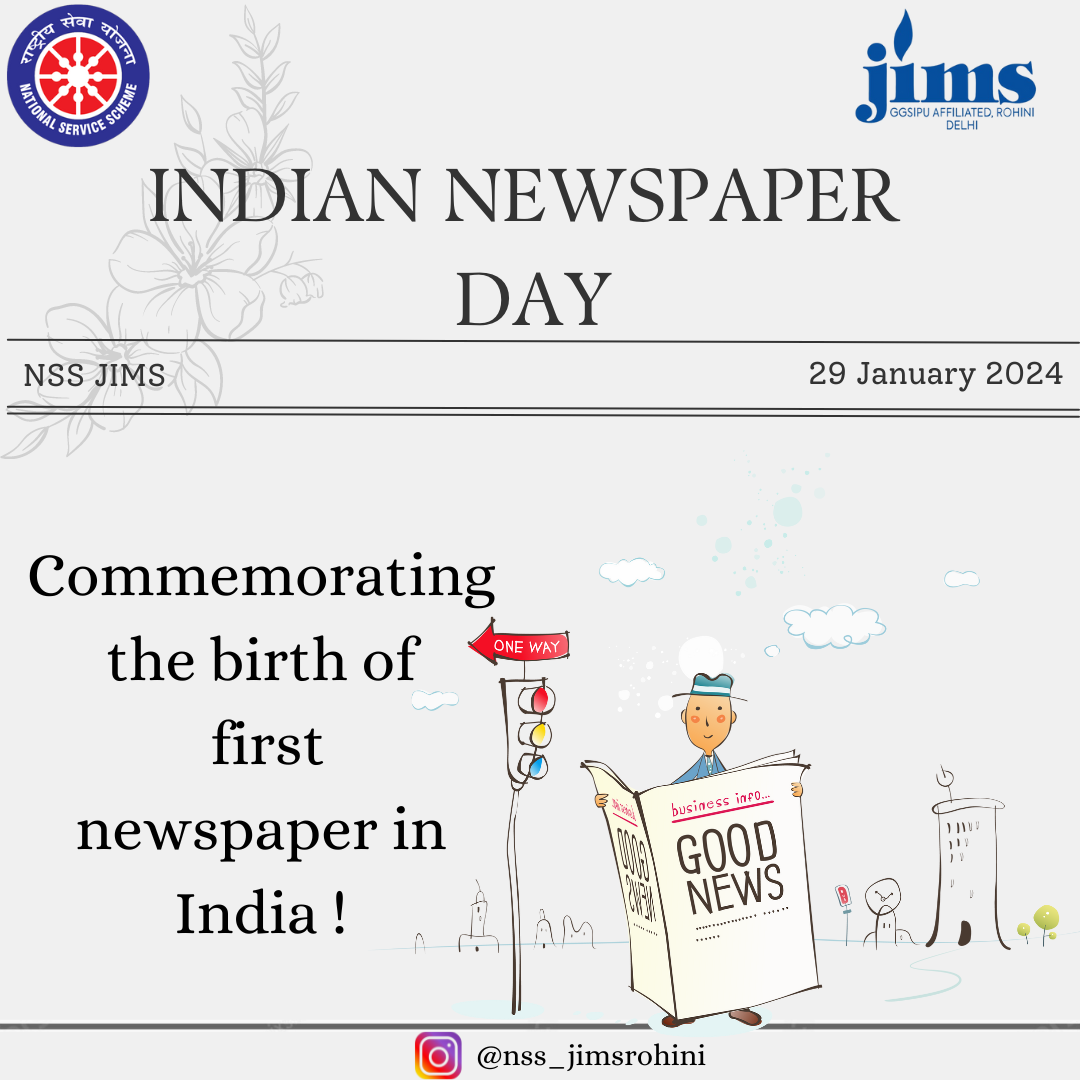 राष्ट्रीय सेवा योजना
NATIONAL SERVICE SCHEME
jims
GGSIPU AFFILIATED, ROHINI
DELHI
INDIAN NEWSPAPER
DAY
NSS JIMS
29 January 2024
Commemorating
the birth of
first
newspaper in
India !
ONE WAY
business info...
GOOD
NEWS
GOOD
NEWS
@nss_jimsrohini